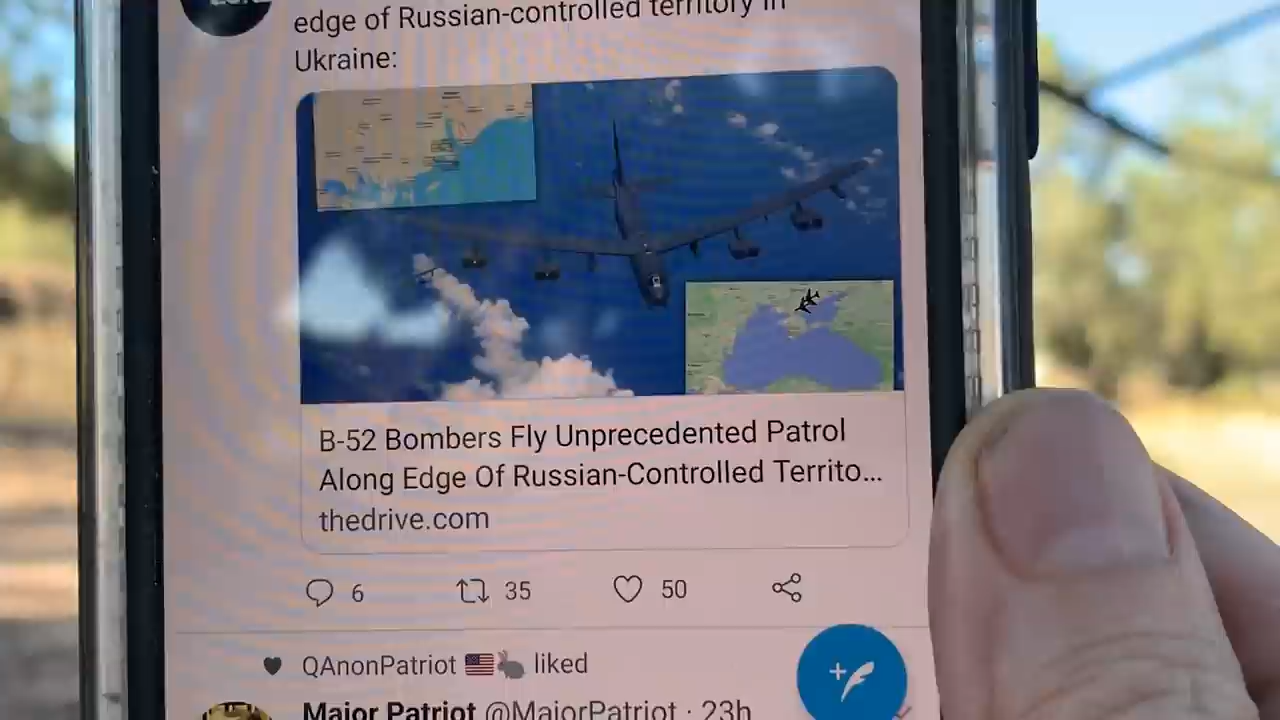 edge of Russian-controlled territory in
Ukraine:
B-52 Bombers Fly Unprecedented Patrol
Along Edge Of Russian-Controlled Territo...
thedrive.com
6 35 50
QAnonPatriot 🇺🇸🐇 liked
Major Patriot @MajorPatriot · 23h